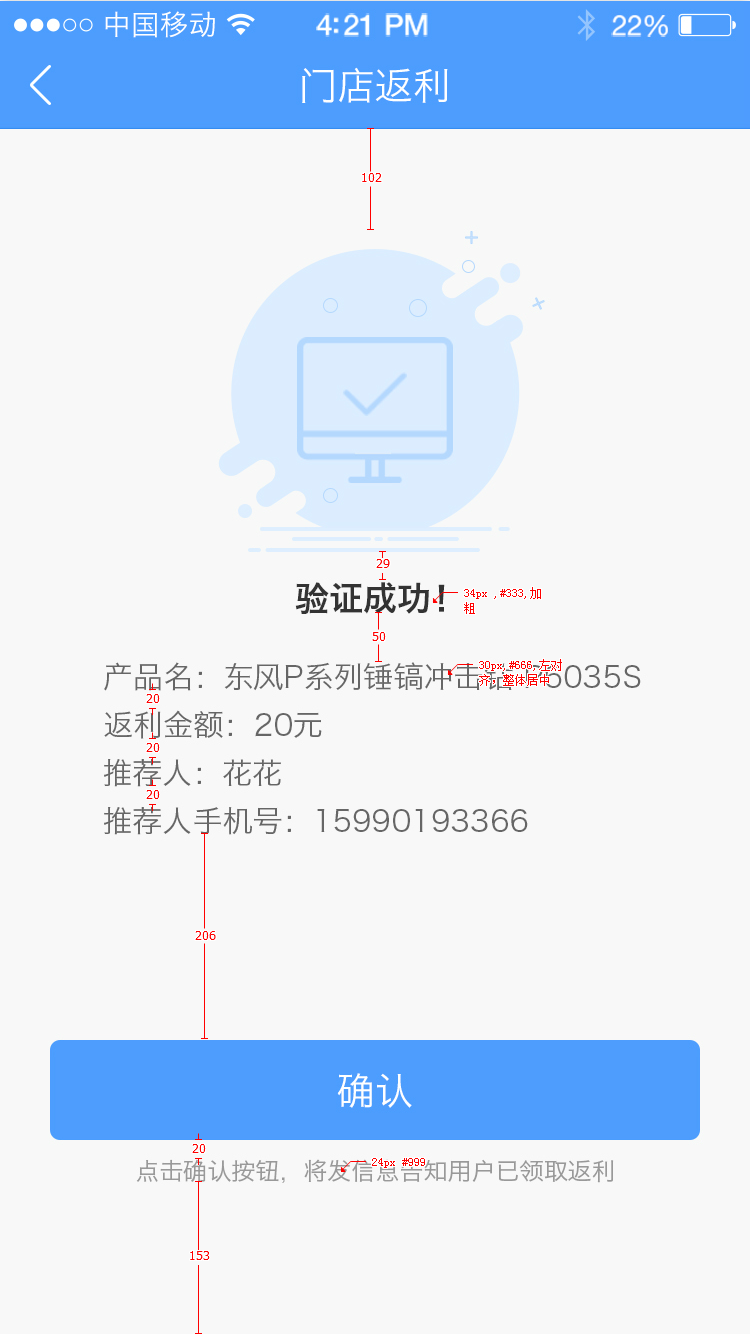 中国移动 4:21 PM 22%
门店返利
102
29
验证成功！
34px ,#333,加
粗
50
30px,#666,左对
齐，整体居中
产品名：东风P系列锤镐冲击钻 5035S
20
返利金额：20元
20
推荐人：花花
20
推荐人手机号：15990193366
206
确认
20
24px #999
点击确认按钮，将发信息告知用户已领取返利
153